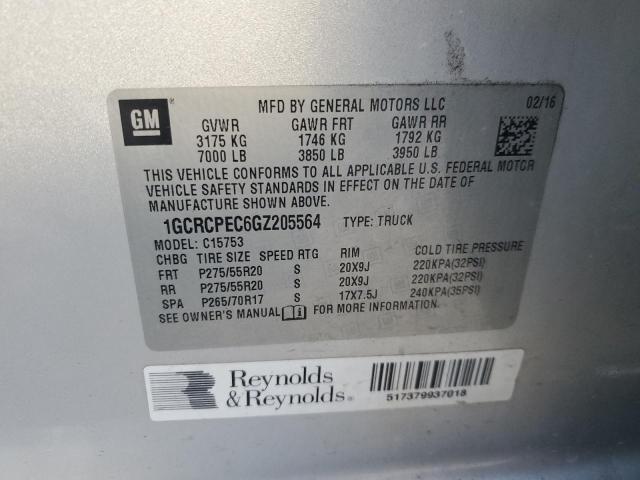 GM
MFD BY GENERAL MOTORS LLC 02/16
GVWR GAWR FRT GAWR RR
3175 KG 1746 KG 1792 KG
7000 LB 3850 LB 3950 LB
THIS VEHICLE CONFORMS TO ALL APPLICABLE U.S. FEDERAL MOTOR
VEHICLE SAFETY STANDARDS IN EFFECT ON THE DATE OF
MANUFACTURE SHOWN ABOVE.
1GCRCPEC6GZ205564 TYPE: TRUCK
MODEL: C15753
CHBG TIRE SIZE SPEED RTG RIM COLD TIRE PRESSURE
FRT P275/55R20 S 20X9J 220KPA(32PSI)
RR P275/55R20 S 20X9J 220KPA(32PSI)
SPA P265/70R17 S 17X7.5J 240KPA(35PSI)
SEE OWNER'S MANUAL FOR MORE INFORMATION.
Reynolds
& Reynolds®
517379937018